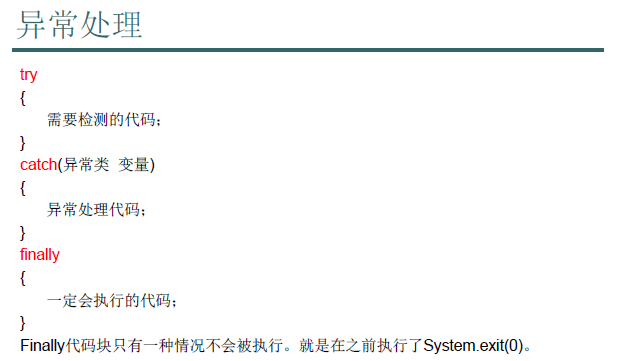 异常处理
try
{
需要检测的代码；
}
catch(异常类 变量)
{
异常处理代码；
}
finally
{
一定会执行的代码；
}
Finally代码块只有一种情况不会被执行。就是在之前执行了System.exit(0)。